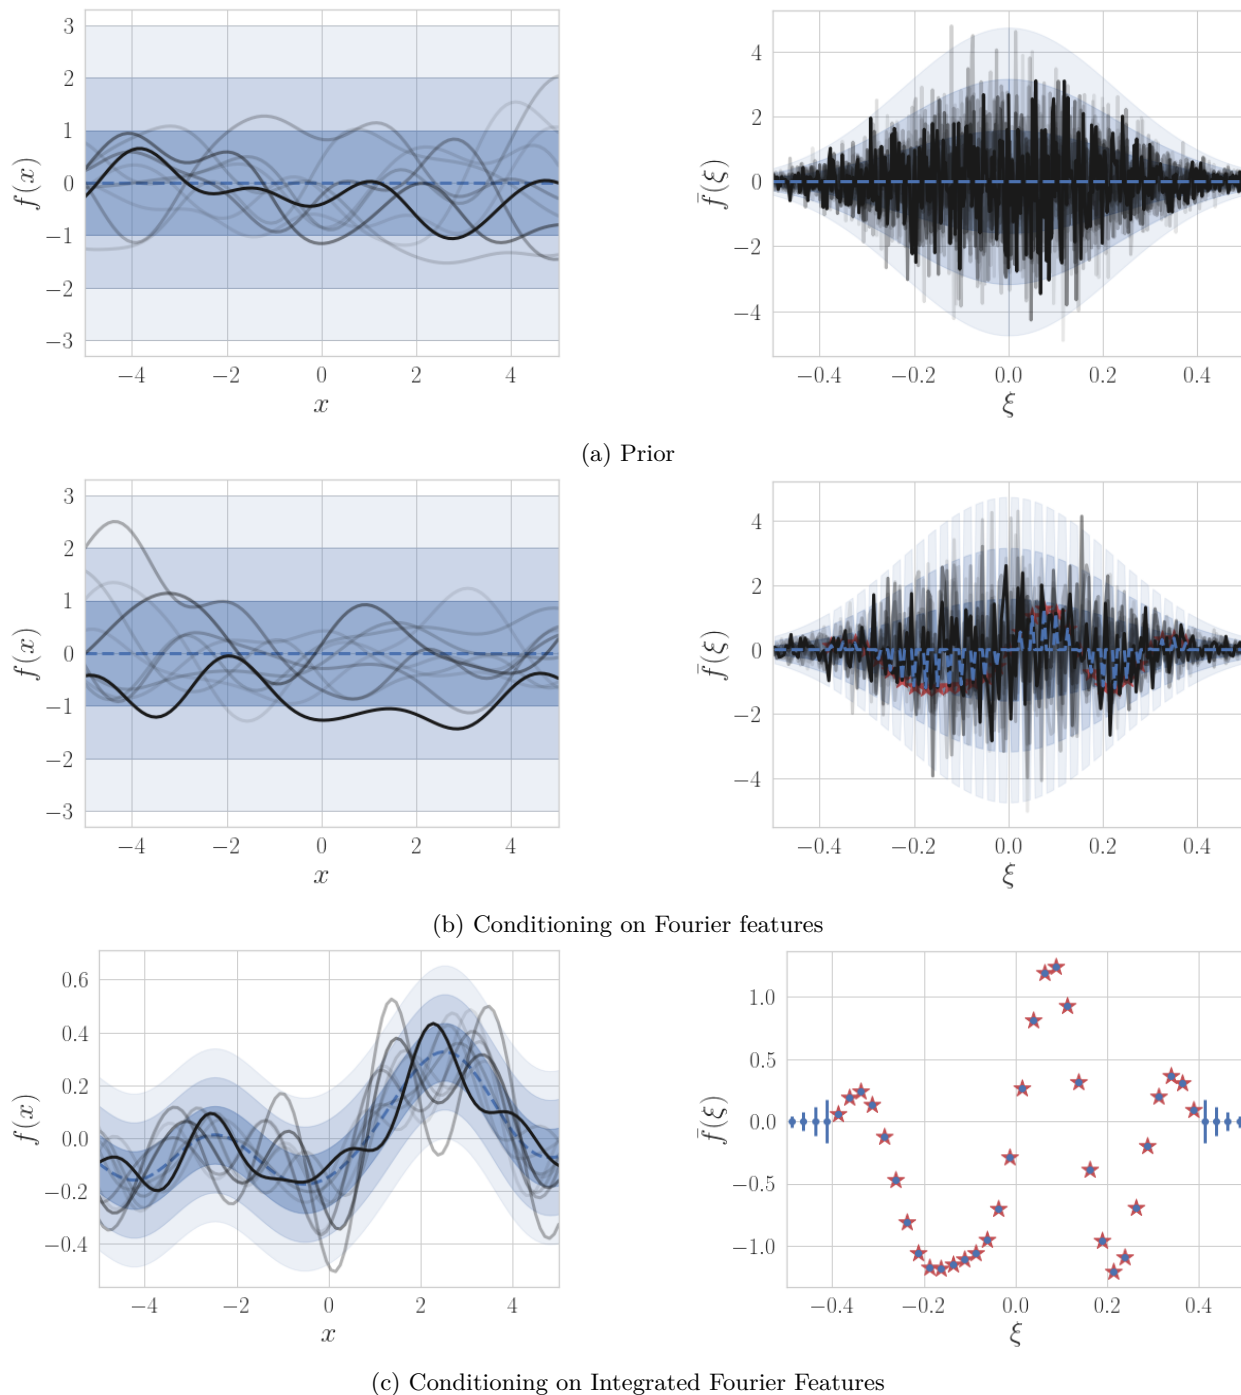 3
2
1
0
−1
−2
−3
f(x)
−4 −2 0 2 4
x
4
2
0
−2
−4
f̄(ξ)
−0.4 −0.2 0.0 0.2 0.4
ξ
(a) Prior
3
2
1
0
−1
−2
−3
f(x)
−4 −2 0 2 4
x
4
2
0
−2
−4
f̄(ξ)
−0.4 −0.2 0.0 0.2 0.4
ξ
(b) Conditioning on Fourier features
0.6
0.4
0.2
0.0
−0.2
−0.4
f(x)
−4 −2 0 2 4
x
1.0
0.5
0.0
−0.5
−1.0
f̄(ξ)
−0.4 −0.2 0.0 0.2 0.4
ξ
(c) Conditioning on Integrated Fourier Features